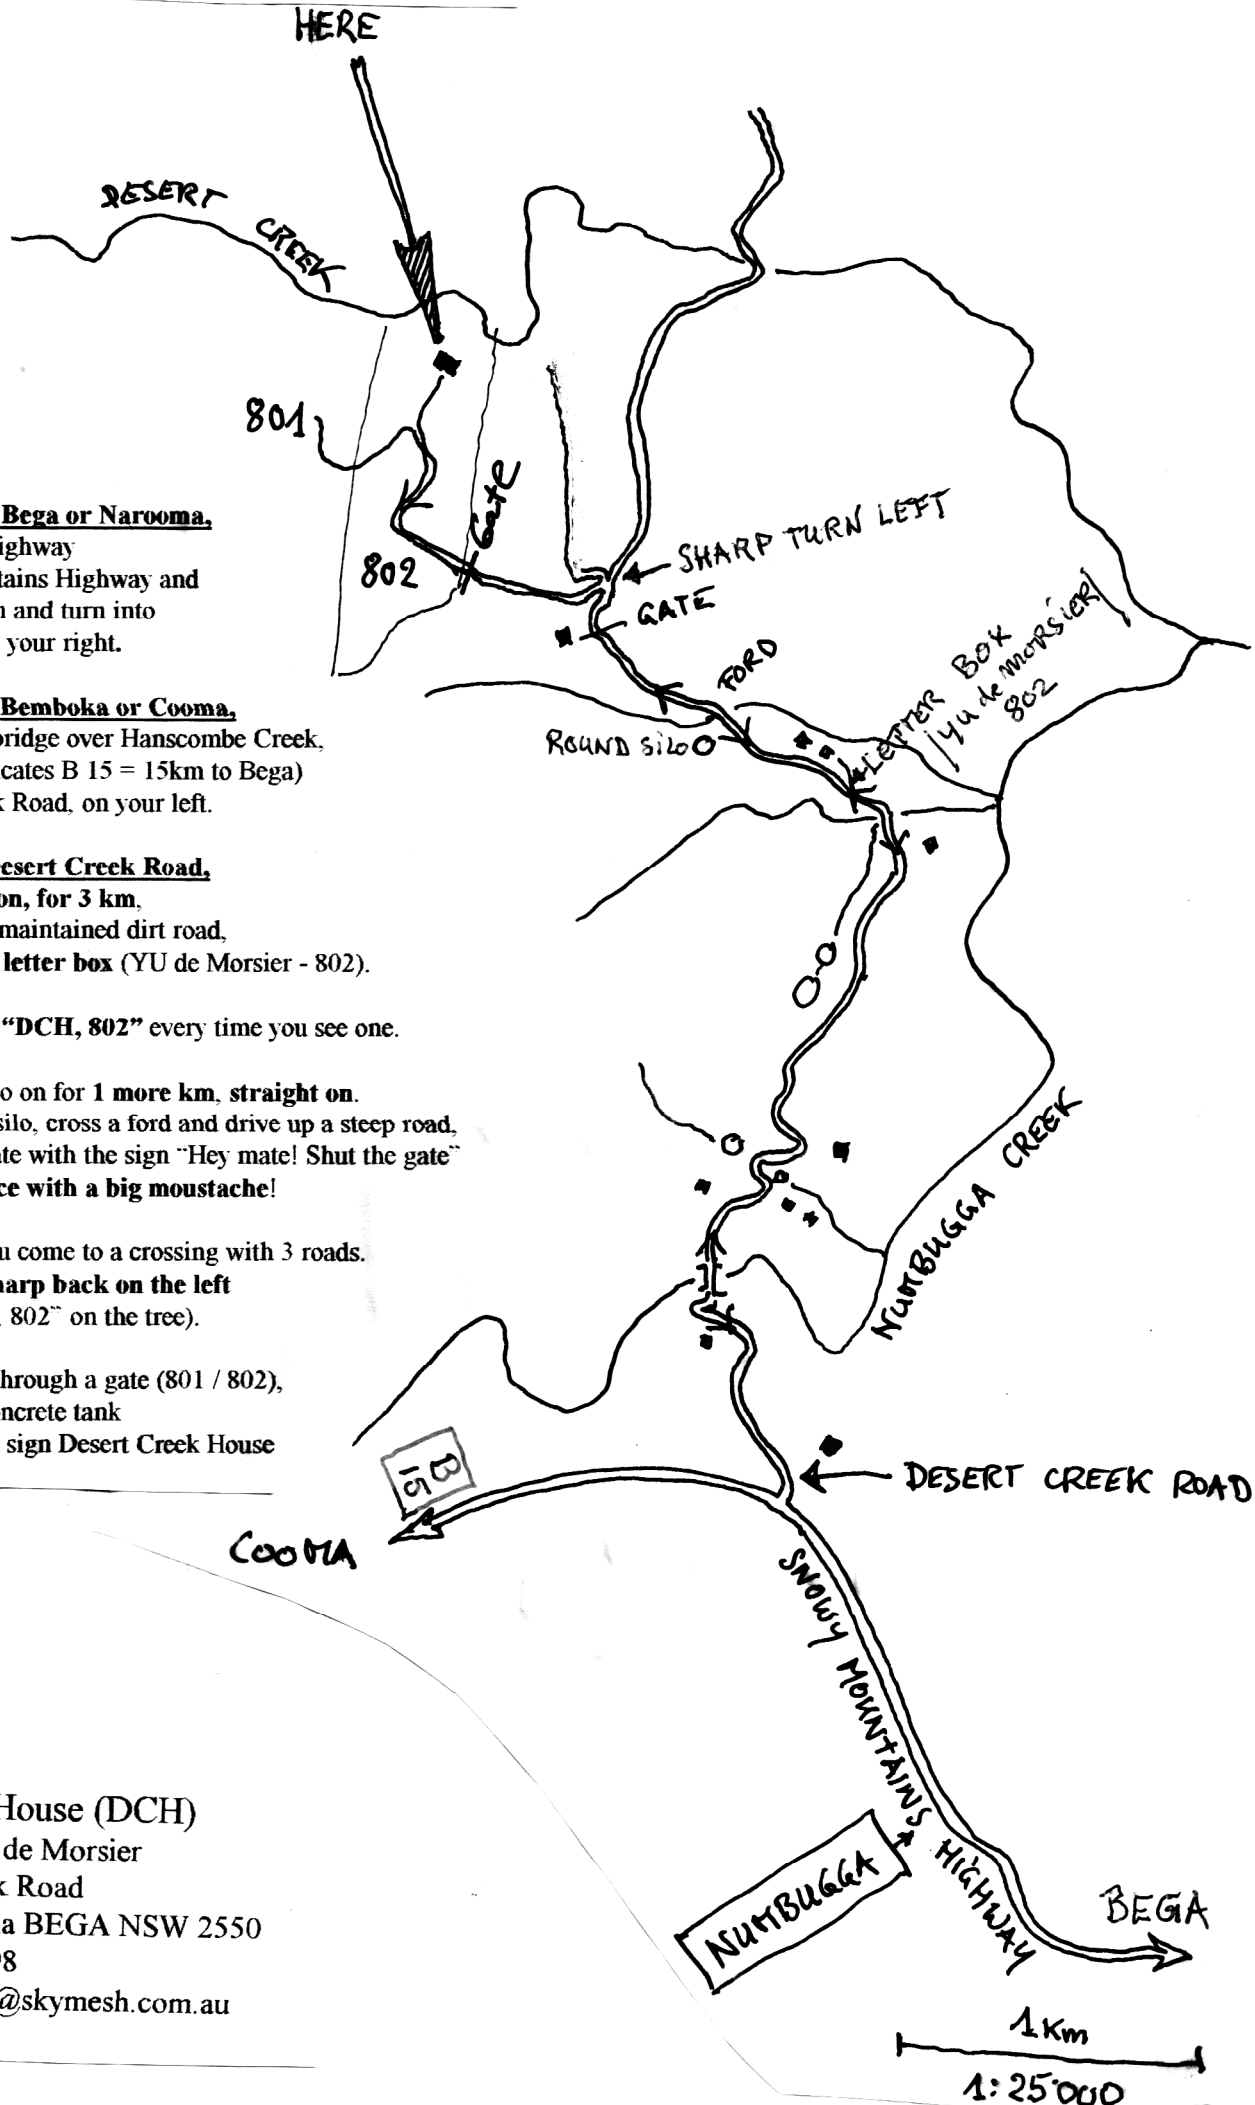 HERE
DESERT
CREEK
801
Gate
802
SHARP TURN LEFT
GATE
FORD
ROUND SILO
LETTER BOX
/YU de MORSIER/
802
Bega or Narooma,
ighway
tains Highway and
n and turn into
your right.
Bemboka or Cooma,
bridge over Hanscombe Creek,
cates B 15 = 15km to Bega)
k Road, on your left.
esert Creek Road,
on, for 3 km,
maintained dirt road,
letter box (YU de Morsier - 802).
“DCH, 802” every time you see one.
o on for 1 more km, straight on.
silo, cross a ford and drive up a steep road,
te with the sign "Hey mate! Shut the gate"
ce with a big moustache!
u come to a crossing with 3 roads.
harp back on the left
, 802" on the tree).
hrough a gate (801 / 802),
ncrete tank
sign Desert Creek House
NUMBUGGA CREEK
B
15
COOMA
DESERT CREEK ROAD
SNOWY MOUNTAINS HIGHWAY
NUMBUGGA
BEGA
House (DCH)
de Morsier
k Road
a BEGA NSW 2550
98
@skymesh.com.au
1 Km
1:25'000